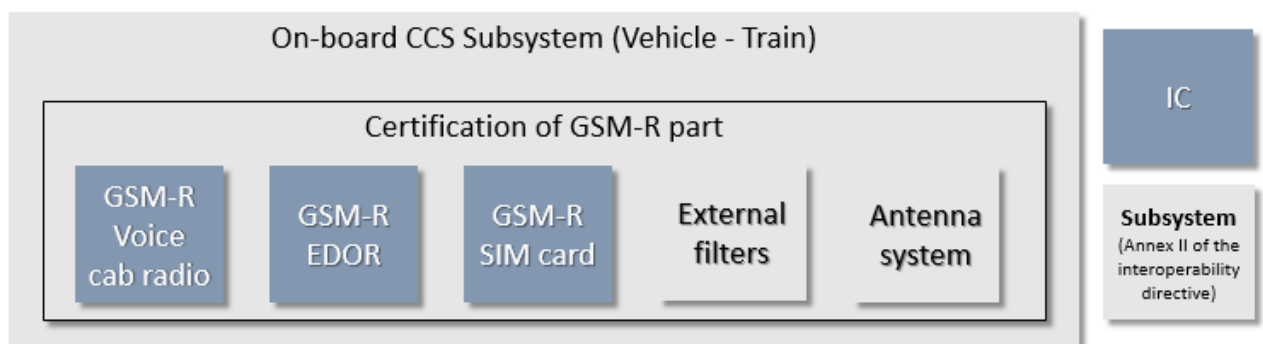 On-board CCS Subsystem (Vehicle - Train)
Certification of GSM-R part
GSM-R
Voice
cab radio
GSM-R
EDOR
GSM-R
SIM card
External
filters
Antenna
system
IC
Subsystem
(Annex II of the
interoperability
directive)